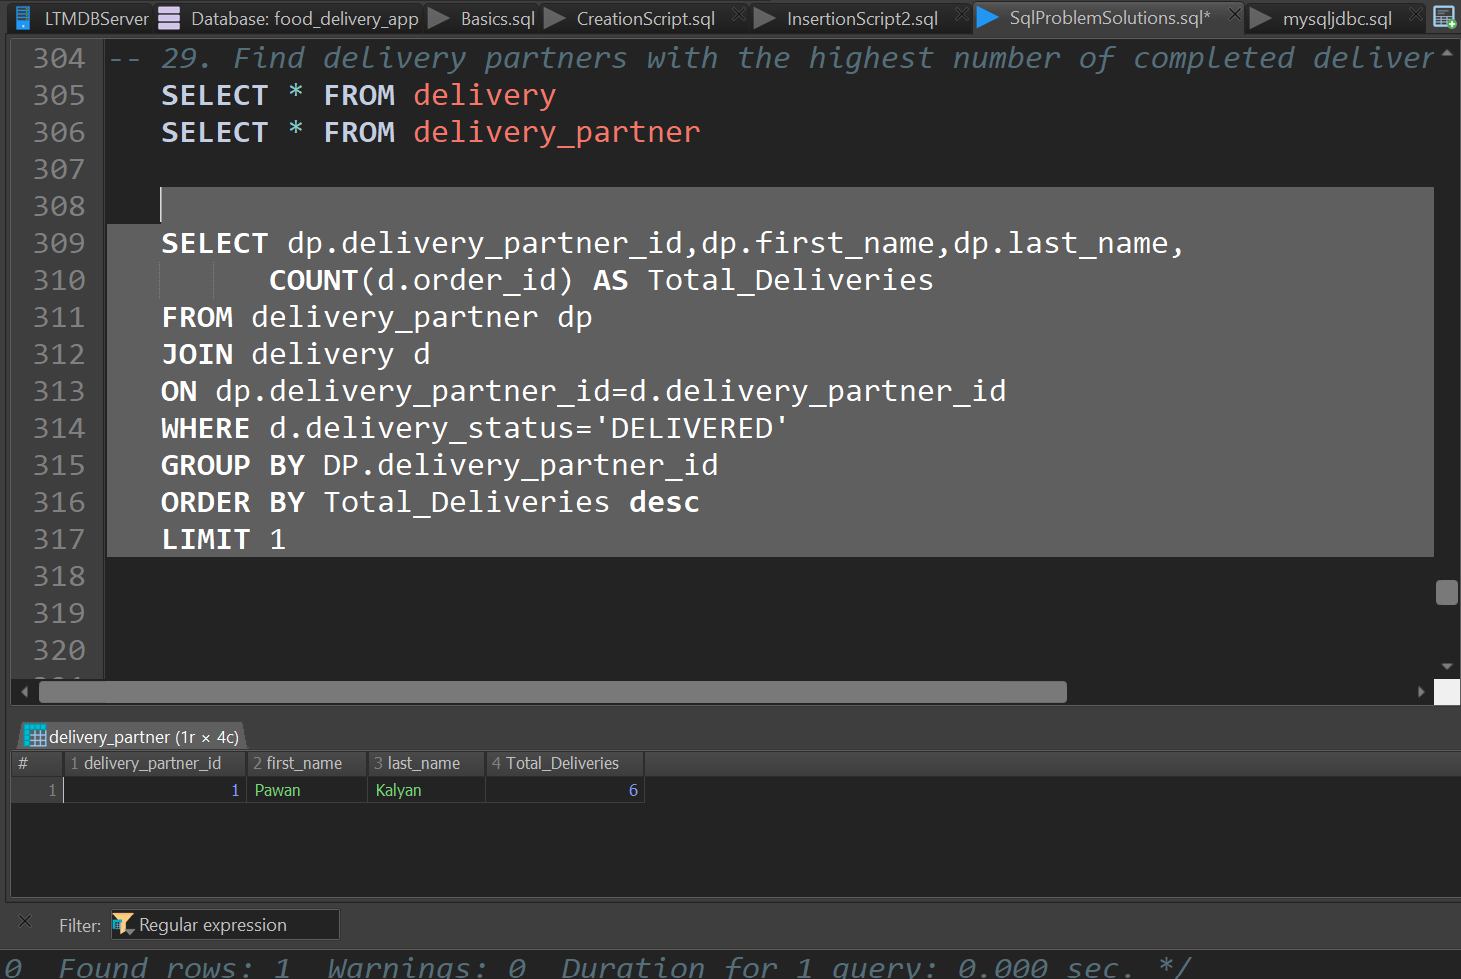 LTMDBServer Database: food_delivery_app Basics.sql CreationScript.sql InsertionScript2.sql SqlProblemSolutions.sql* mysqljdbc.sql
304 -- 29. Find delivery partners with the highest number of completed deliver
305 SELECT * FROM delivery
306 SELECT * FROM delivery_partner
307
308
309 SELECT dp.delivery_partner_id,dp.first_name,dp.last_name,
310 COUNT(d.order_id) AS Total_Deliveries
311 FROM delivery_partner dp
312 JOIN delivery d
313 ON dp.delivery_partner_id=d.delivery_partner_id
314 WHERE d.delivery_status='DELIVERED'
315 GROUP BY DP.delivery_partner_id
316 ORDER BY Total_Deliveries desc
317 LIMIT 1
318
319
320
delivery_partner (1r × 4c)
# 1 delivery_partner_id 2 first_name 3 last_name 4 Total_Deliveries
1 1 Pawan Kalyan 6
Filter: Regular expression
0 Found rows: 1 Warnings: 0 Duration for 1 query: 0.000 sec. */